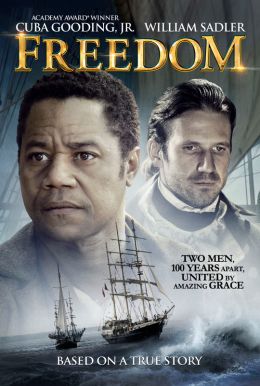 ACADEMY AWARD® WINNER
CUBA GOODING, JR. WILLIAM SADLER
FREEDOM
TWO MEN,
100 YEARS APART,
UNITED BY
AMAZING GRACE
BASED ON A TRUE STORY